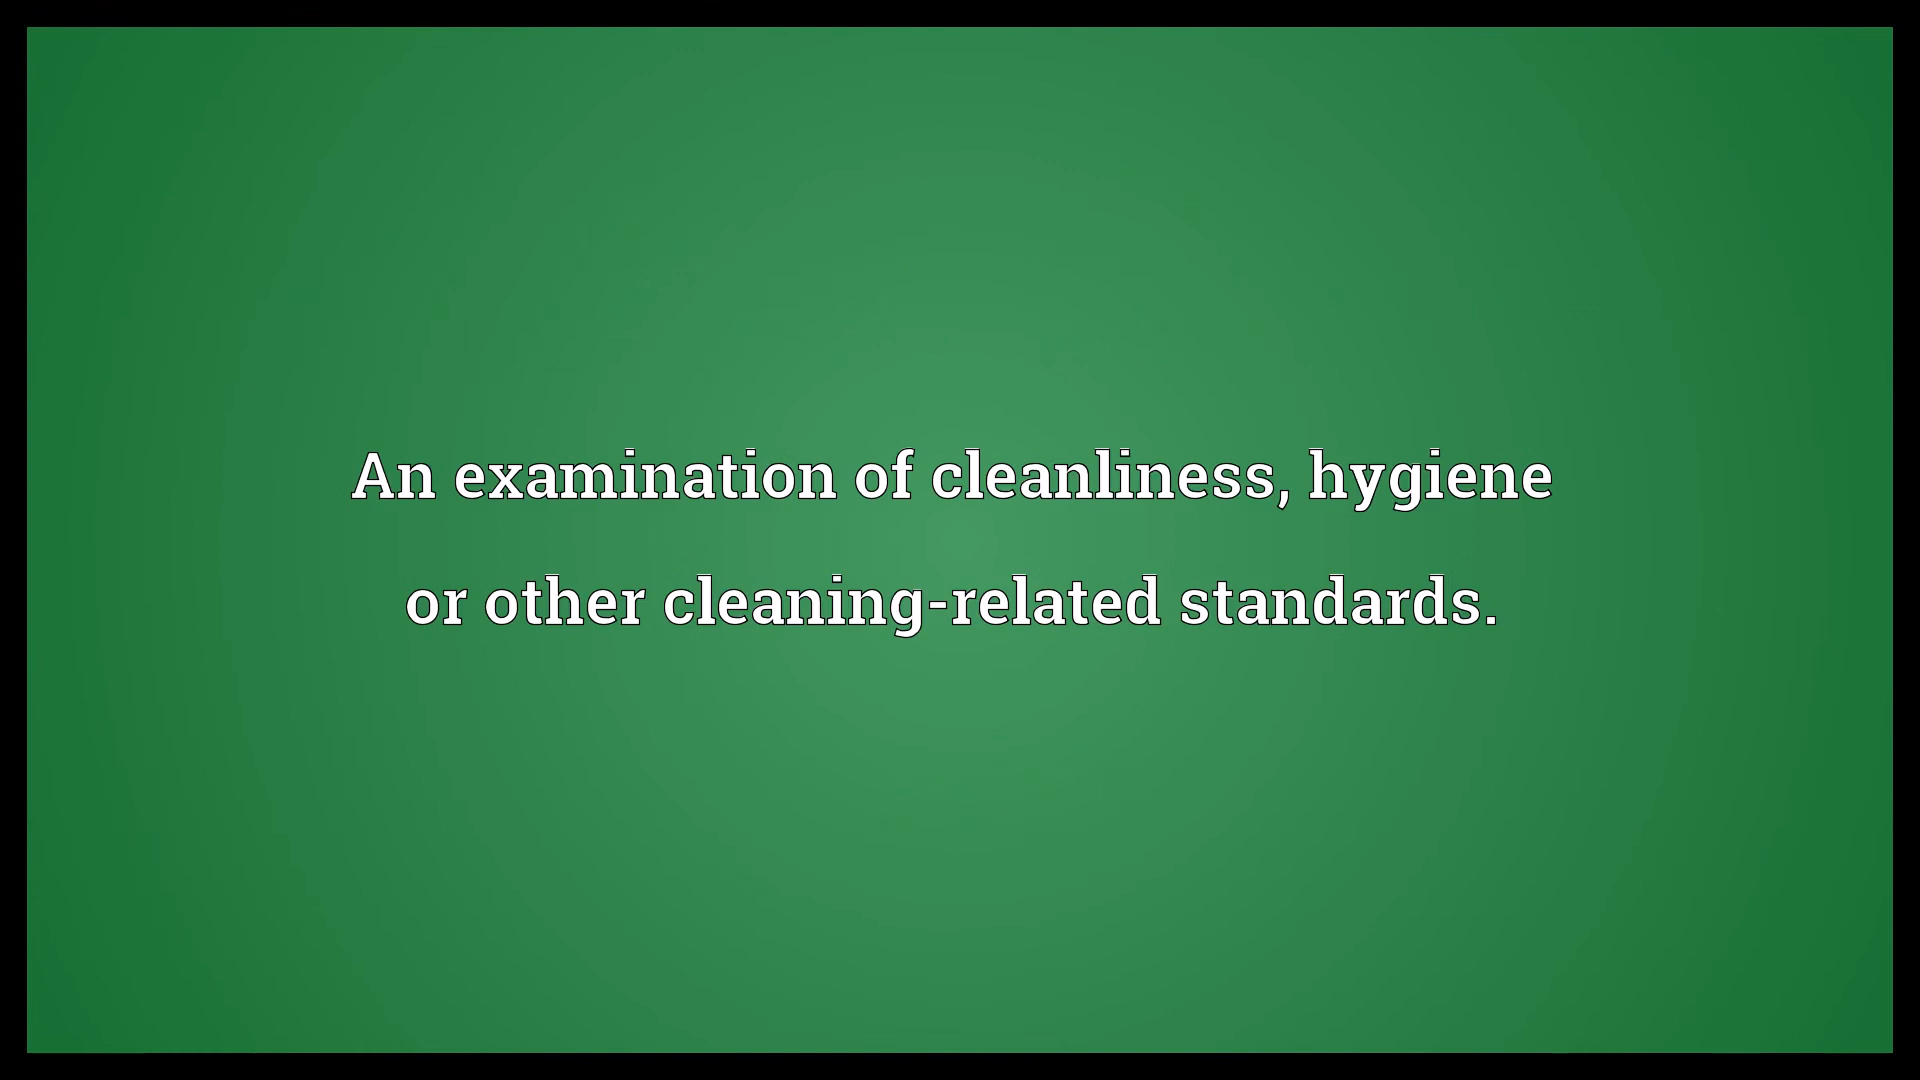 An examination of cleanliness, hygiene
or other cleaning-related standards.